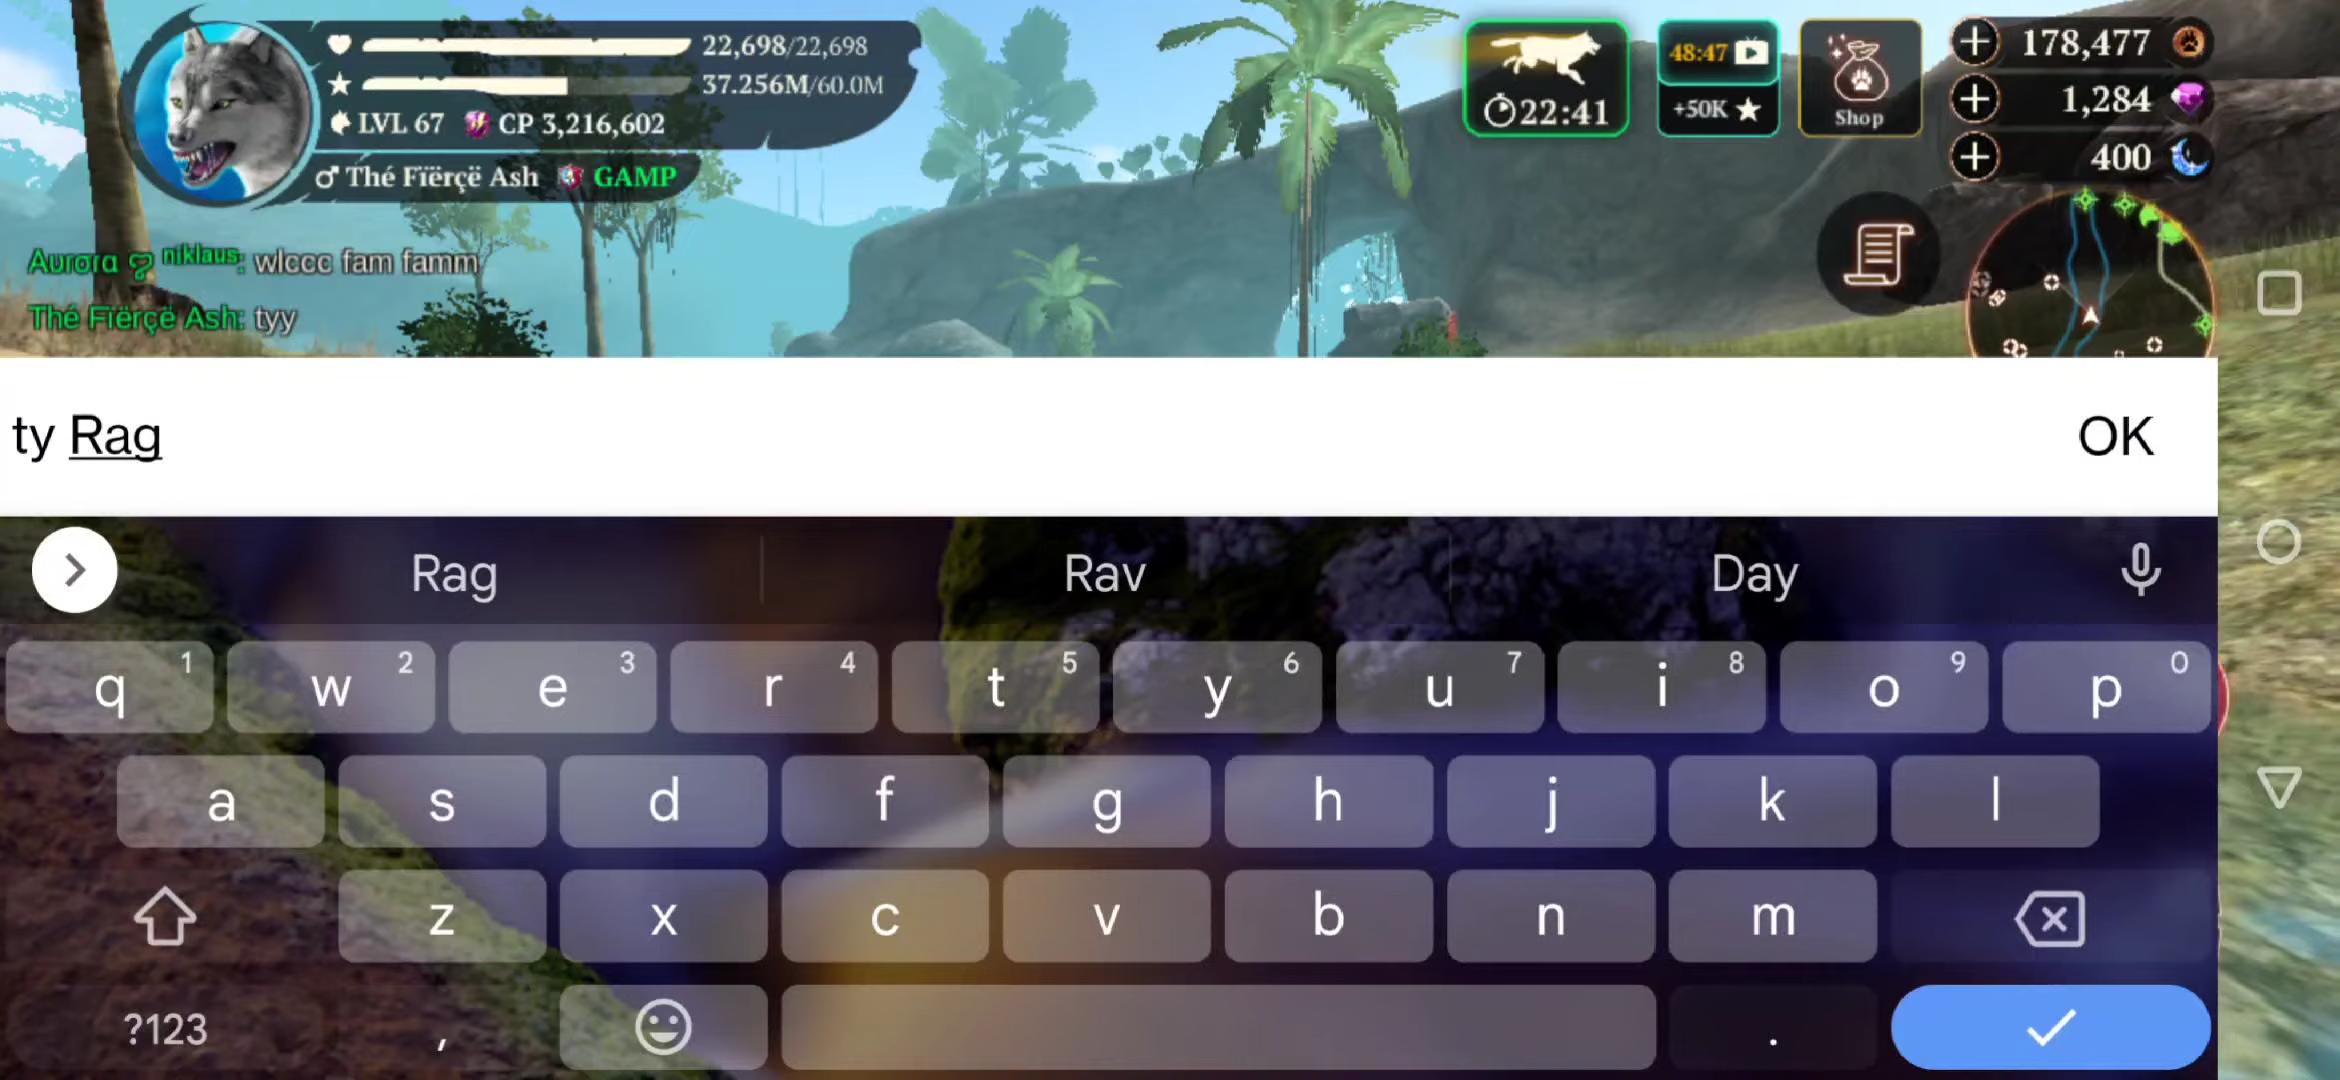 22,698/22,698
37.256M/60.0M
LVL 67 CP 3,216,602
Thé Fïërçë Ash GAMP
22:41
48:47
+50K
Shop
178,477
1,284
400
Aurora ღ niklaus: wlccc fam famm
Thé Fïërçë Ash: tyy
ty Rag OK
Rag Rav Day
q 1 w 2 e 3 r 4 t 5 y 6 u 7 i 8 o 9 p 0
a s d f g h j k l
z x c v b n m
?123 , .